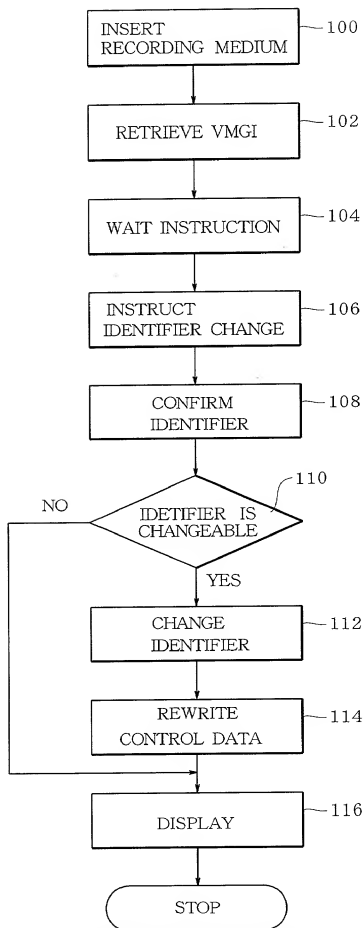 INSERT
RECORDING MEDIUM
100
RETRIEVE VMGI
102
WAIT INSTRUCTION
104
INSTRUCT
IDENTIFIER CHANGE
106
CONFIRM
IDENTIFIER
108
110
NO
IDETIFIER IS
CHANGEABLE
YES
CHANGE
IDENTIFIER
112
REWRITE
CONTROL DATA
114
DISPLAY
116
STOP